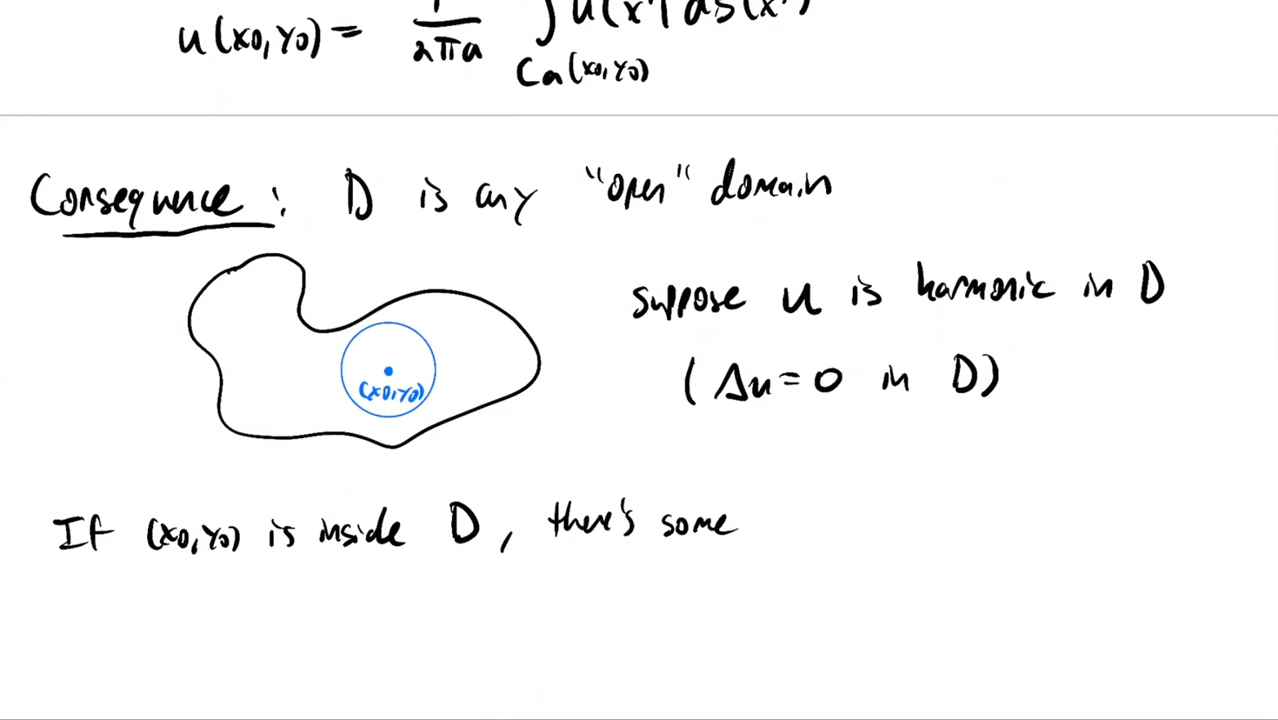 u(x0,y0) = 1/2πa ∫Ca(x0,y0) u(x') ds(x')
Consequence: D is any "open" domain
suppose u is harmonic in D
(x0,y0)
(Δu = 0 in D)
If (x0,y0) is inside D, there's some